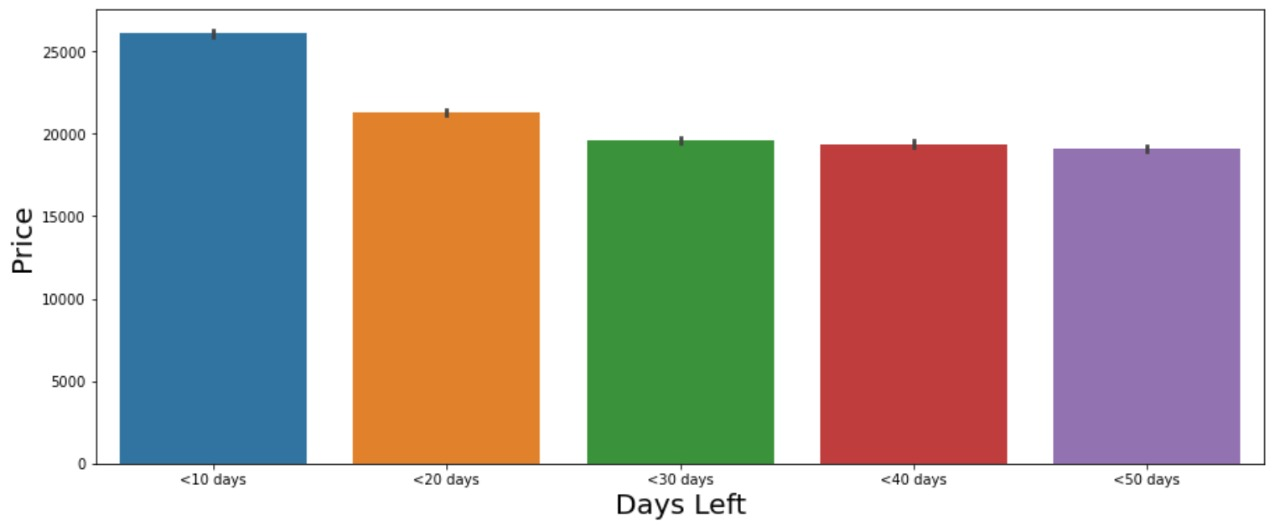 25000
20000
15000
10000
5000
0
Price
<10 days
<20 days
<30 days
<40 days
<50 days
Days Left